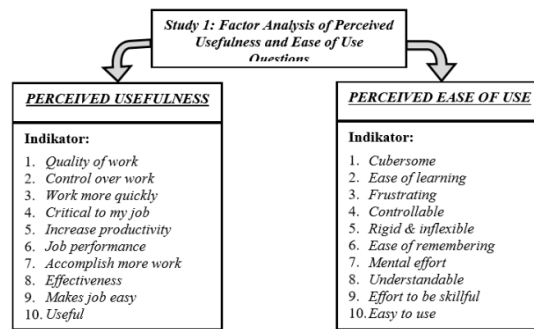 Study 1: Factor Analysis of Perceived
Usefulness and Ease of Use
Questions
PERCEIVED USEFULNESS
Indikator:
1. Quality of work
2. Control over work
3. Work more quickly
4. Critical to my job
5. Increase productivity
6. Job performance
7. Accomplish more work
8. Effectiveness
9. Makes job easy
10. Useful
PERCEIVED EASE OF USE
Indikator:
1. Cubersome
2. Ease of learning
3. Frustrating
4. Controllable
5. Rigid & inflexible
6. Ease of remembering
7. Mental effort
8. Understandable
9. Effort to be skillful
10. Easy to use